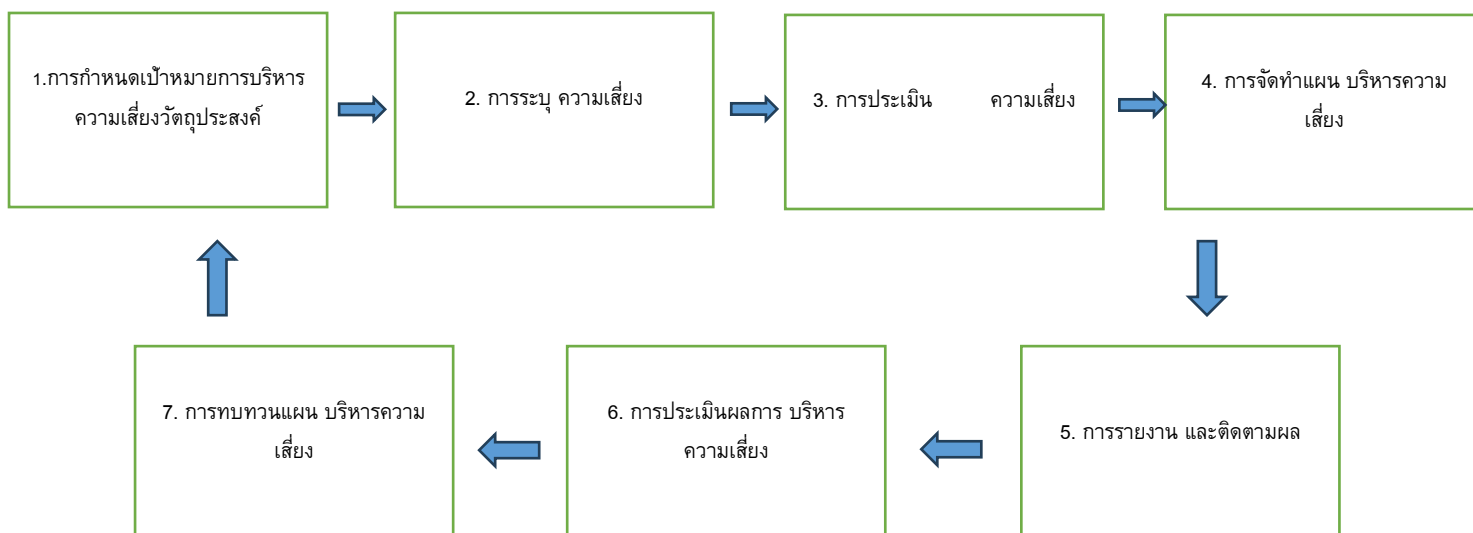 1.การกำหนดเป้าหมายการบริหาร
ความเสี่ยงวัตถุประสงค์
2. การระบุ ความเสี่ยง
3. การประเมิน ความเสี่ยง
4. การจัดทำแผน บริหารความ
เสี่ยง
5. การรายงาน และติดตามผล
6. การประเมินผลการ บริหาร
ความเสี่ยง
7. การทบทวนแผน บริหารความ
เสี่ยง